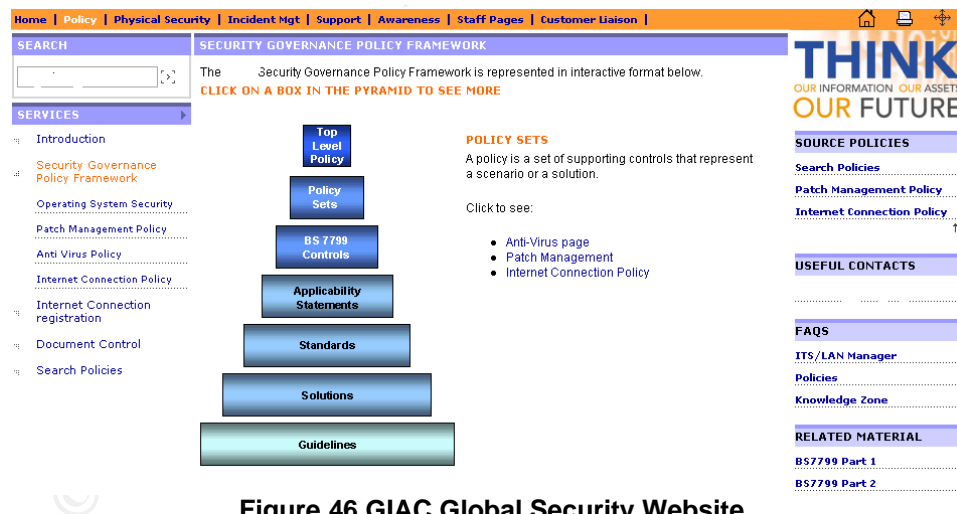 Home | Policy | Physical Security | Incident Mgt | Support | Awareness | Staff Pages | Customer Liaison |
SEARCH
SERVICES
Introduction
Security Governance
Policy Framework
Operating System Security
Patch Management Policy
Anti Virus Policy
Internet Connection Policy
Internet Connection
registration
Document Control
Search Policies
SECURITY GOVERNANCE POLICY FRAMEWORK
The Security Governance Policy Framework is represented in interactive format below.
CLICK ON A BOX IN THE PYRAMID TO SEE MORE
Top
Level
Policy
Policy
Sets
BS 7799
Controls
Applicability
Statements
Standards
Solutions
Guidelines
POLICY SETS
A policy is a set of supporting controls that represent
a scenario or a solution.
Click to see:
Anti-Virus page
Patch Management
Internet Connection Policy
THINK
OUR INFORMATION OUR ASSETS
OUR FUTURE
SOURCE POLICIES
Search Policies
Patch Management Policy
Internet Connection Policy
USEFUL CONTACTS
FAQS
ITS/LAN Manager
Policies
Knowledge Zone
RELATED MATERIAL
BS7799 Part 1
BS7799 Part 2
Figure 46 GIAC Global Security Website